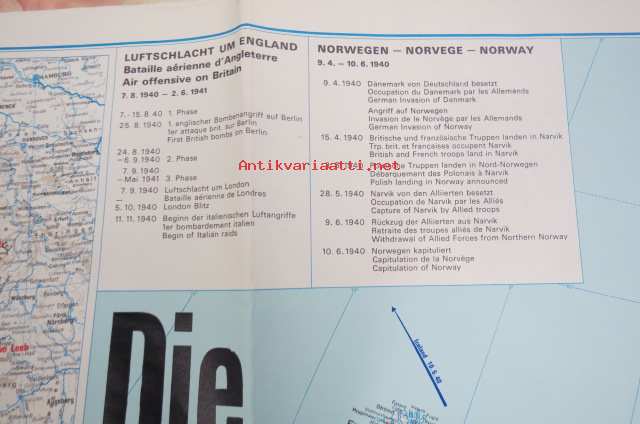 LUFTSCHLACHT UM ENGLAND
Bataille aérienne d'Angleterre
Air offensive on Britain
7. 8. 1940 — 2. 6. 1941
7. - 15. 8. 40 1. Phase
25. 8. 1940 1. englischer Bombenangriff auf Berlin
1er attaque brit. sur Berlin
First British bombs on Berlin
24. 8. 1940
– 6. 9. 1940 2. Phase
7. 9. 1940
– Mai 1941 3. Phase
7. 9. 1940 Luftschlacht um London
— Bataille aérienne de Londres
5. 10. 1940 London Blitz
11. 11. 1940 Beginn der italienischen Luftangriffe
1er bombardement italien
Begin of Italian raids
NORWEGEN — NORVEGE — NORWAY
9. 4. — 10. 6. 1940
9. 4. 1940 Dänemark von Deutschland besetzt
Occupation du Danemark par les Allemands
German Invasion of Denmark
Angriff auf Norwegen
Invasion de le Norvège par les Allemands
German Invasion of Norway
15. 4. 1940 Britische und französische Truppen landen in Narvik
Trp. brit. et francaises occupent Narvik
British and French troops land in Narvik
Truppen landen in Nord-Norwegen
Débarquement des Polonais à Narvik
Polish landing in Norway announced
28. 5. 1940 Narvik von den Alliierten besetzt
Occupation de Narvik par les Alliés
Capture of Narvik by Allied troops
9. 6. 1940 Rückzug der Alliierten aus Narvik
Retraite des troupes alliés de Narvik
Withdrawal of Allied Forces from Northern Norway
10. 6. 1940 Norwegen kapituliert
Capitulation de la Norvège
Capitulation of Norway
Antikvariaatti.net
Die
Ireland 10 5 40
HAMBURG
Würzburg
Nürnberg
Leeb
Augsburg